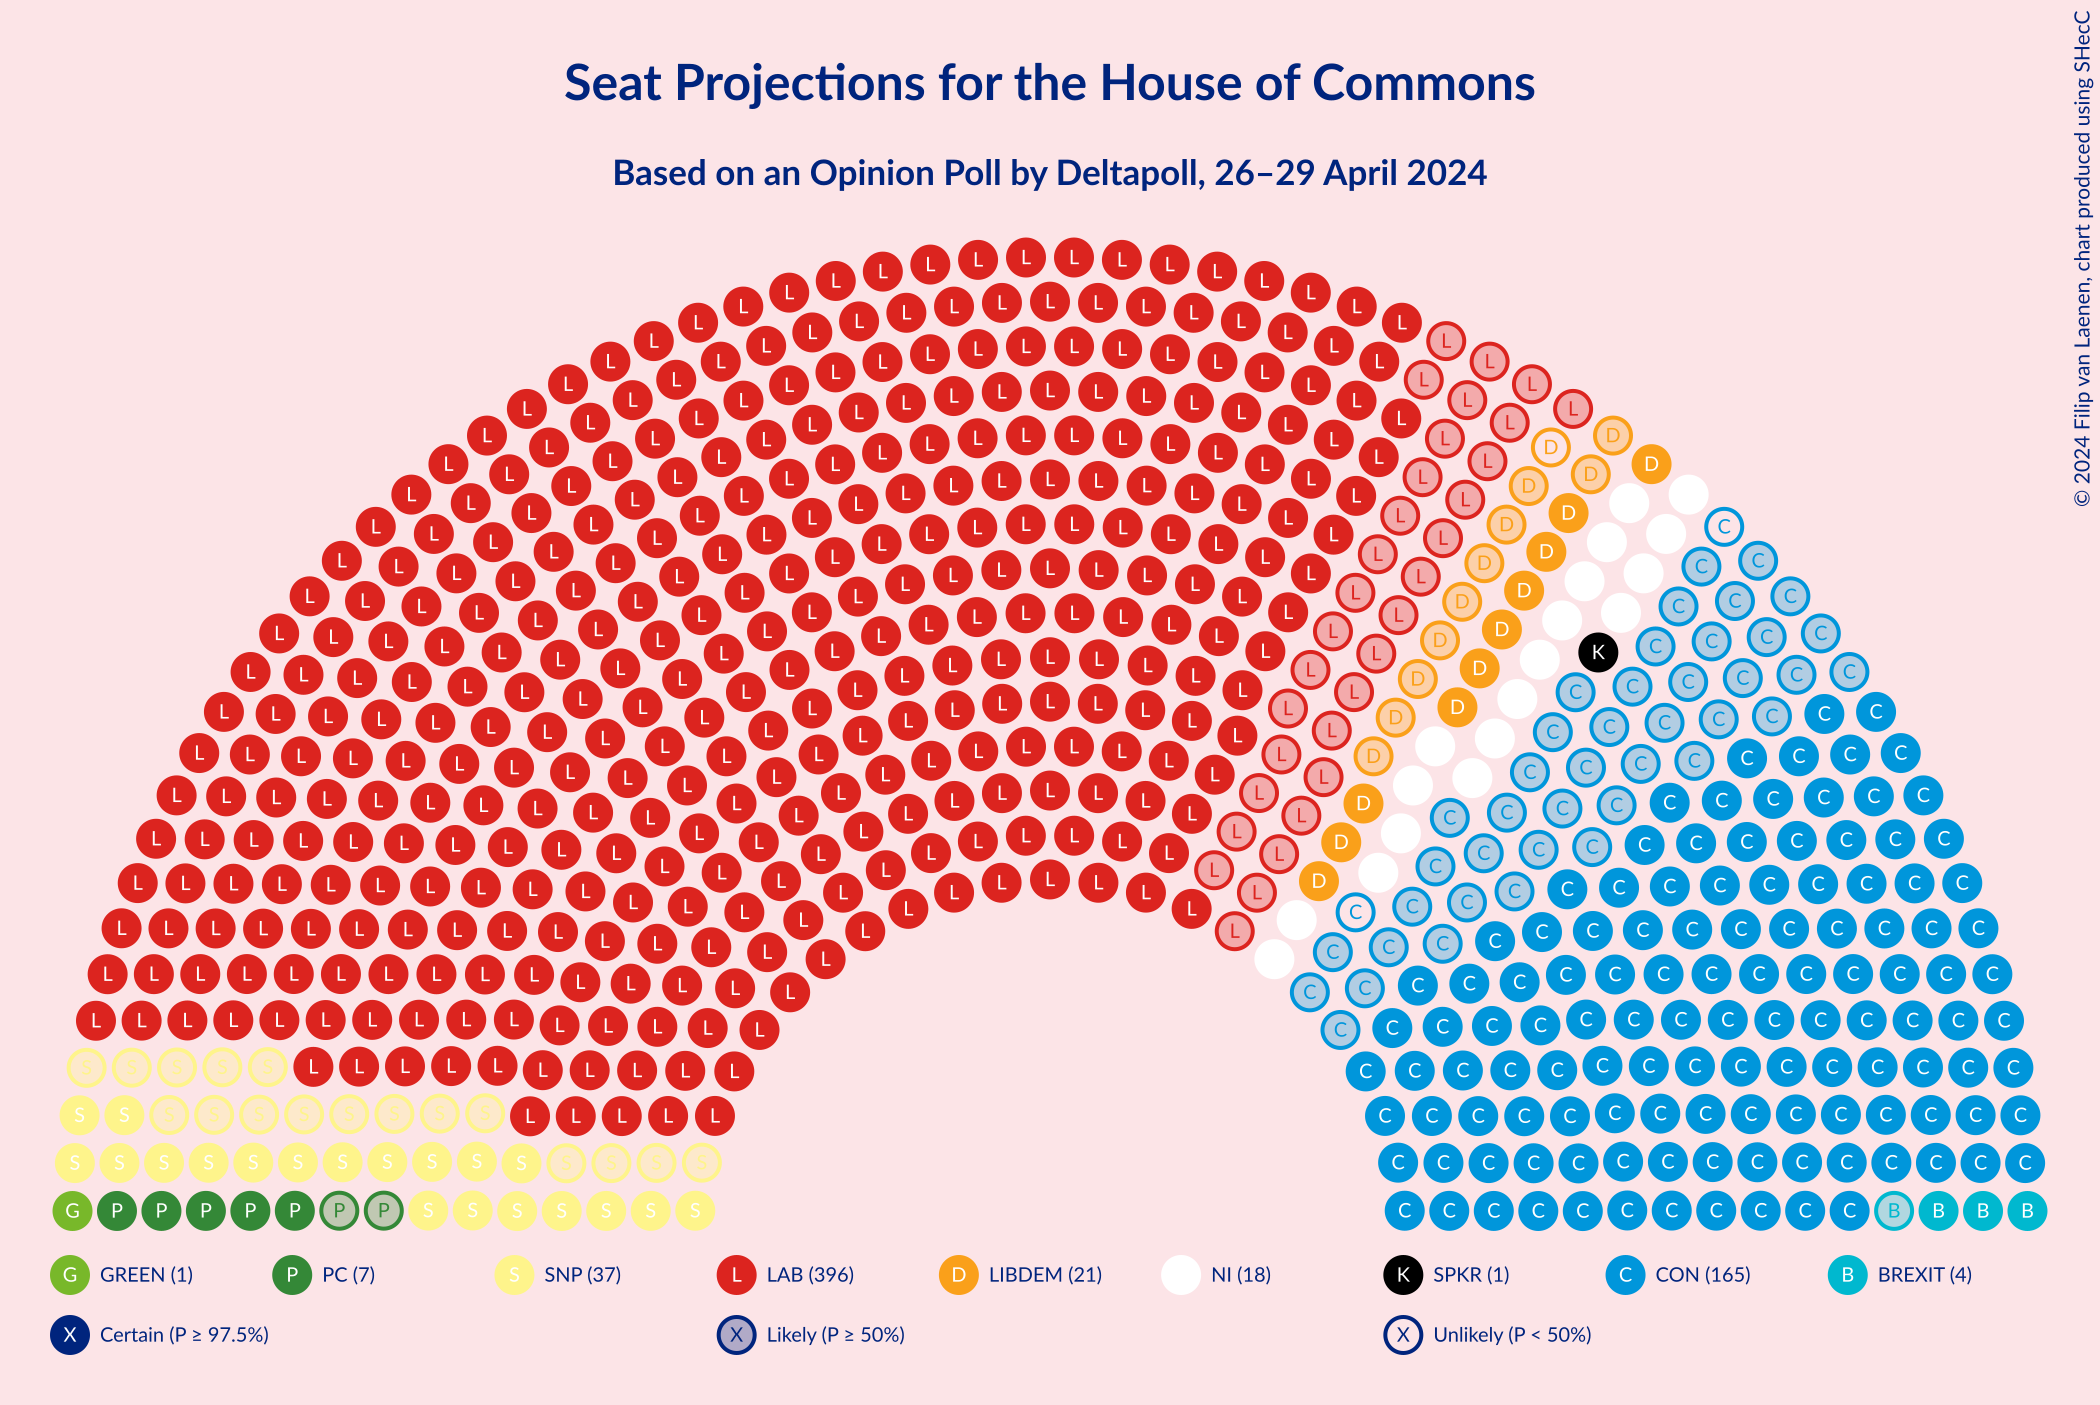 Seat Projections for the House of Commons
Based on an Opinion Poll by Deltapoll, 26–29 April 2024
© 2024 Filip van Laenen, chart produced using SHecC
G GREEN (1)
P PC (7)
S SNP (37)
L LAB (396)
D LIBDEM (21)
NI (18)
K SPKR (1)
C CON (165)
B BREXIT (4)
X Certain (P ≥ 97.5%)
X Likely (P ≥ 50%)
X Unlikely (P < 50%)